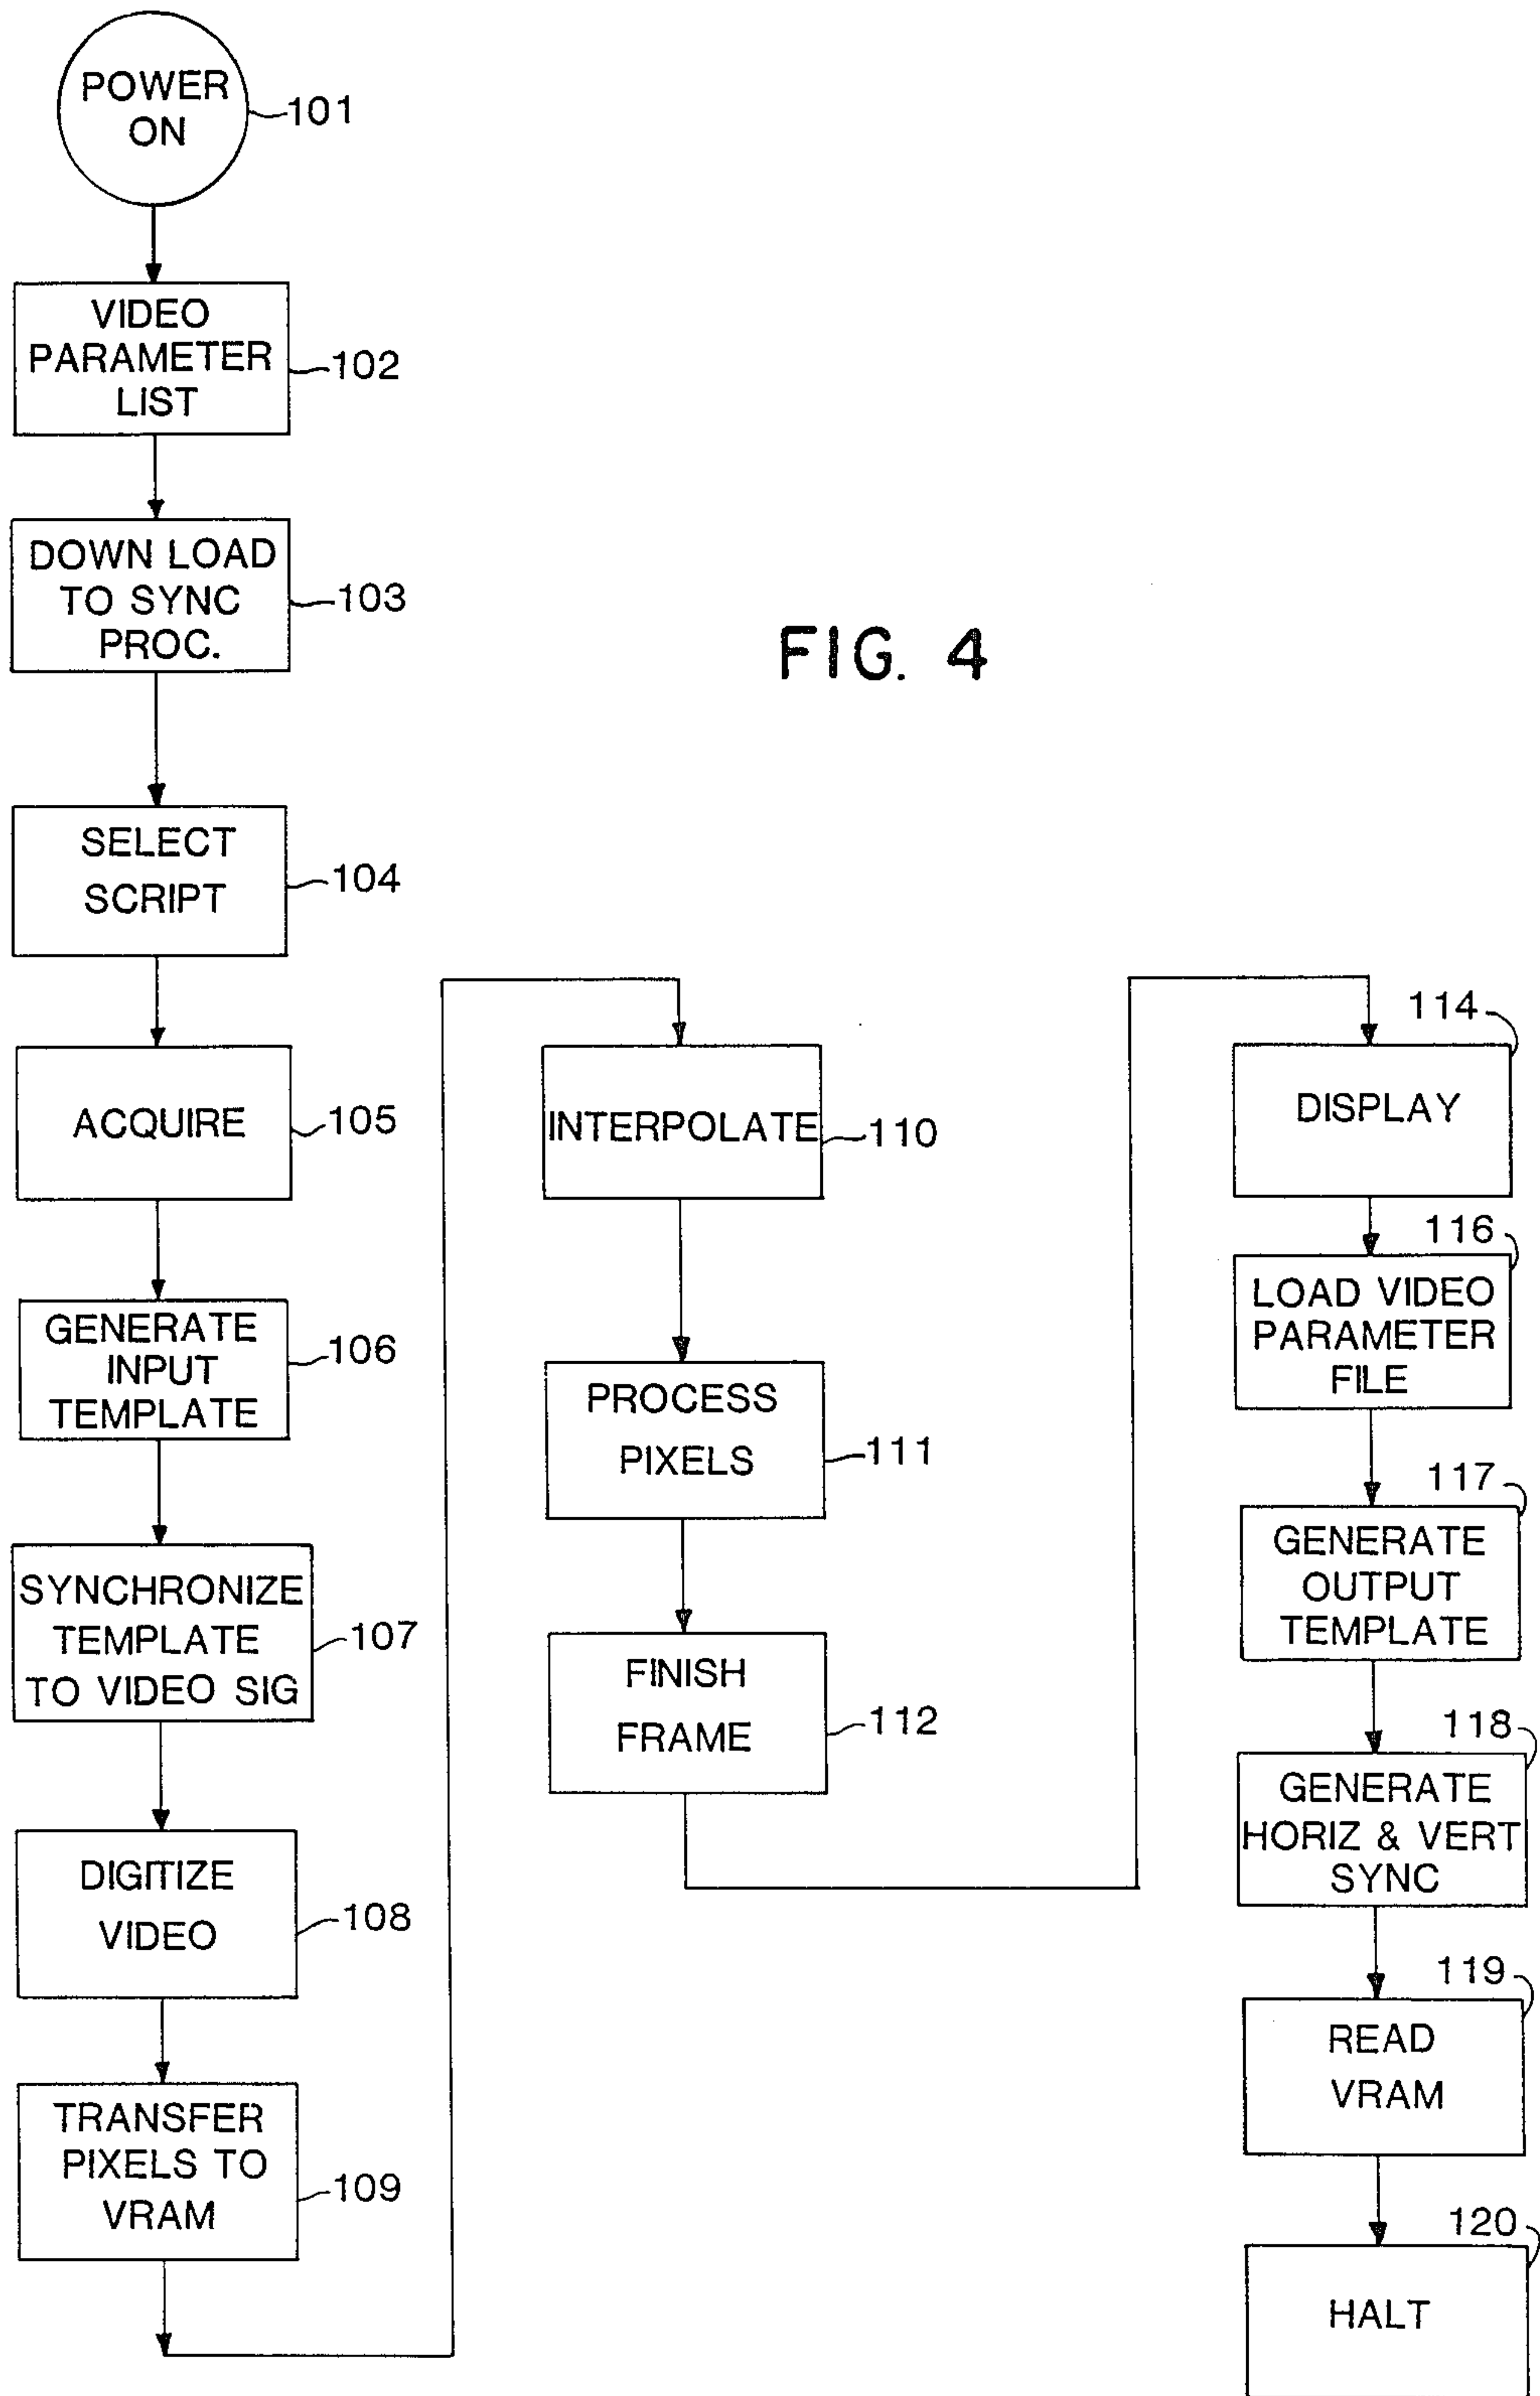 POWER
ON
101
VIDEO
PARAMETER
LIST
102
DOWN LOAD
TO SYNC
PROC.
103
FIG. 4
SELECT
SCRIPT
104
ACQUIRE
105
GENERATE
INPUT
TEMPLATE
106
SYNCHRONIZE
TEMPLATE
TO VIDEO SIG
107
DIGITIZE
VIDEO
108
TRANSFER
PIXELS TO
VRAM
109
INTERPOLATE
110
PROCESS
PIXELS
111
FINISH
FRAME
112
114
DISPLAY
116
LOAD VIDEO
PARAMETER
FILE
117
GENERATE
OUTPUT
TEMPLATE
118
GENERATE
HORIZ & VERT
SYNC
119
READ
VRAM
120
HALT